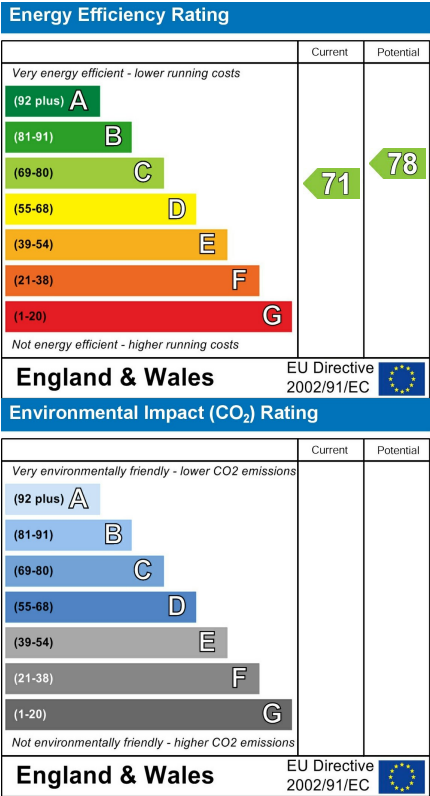 Energy Efficiency Rating
Current Potential
Very energy efficient - lower running costs
(92 plus) A
(81-91) B
(69-80) C
(55-68) D
(39-54) E
(21-38) F
(1-20) G
71
78
Not energy efficient - higher running costs
England & Wales
EU Directive
2002/91/EC
Environmental Impact (CO₂) Rating
Current Potential
Very environmentally friendly - lower CO2 emissions
(92 plus) A
(81-91) B
(69-80) C
(55-68) D
(39-54) E
(21-38) F
(1-20) G
Not environmentally friendly - higher CO2 emissions
England & Wales
EU Directive
2002/91/EC